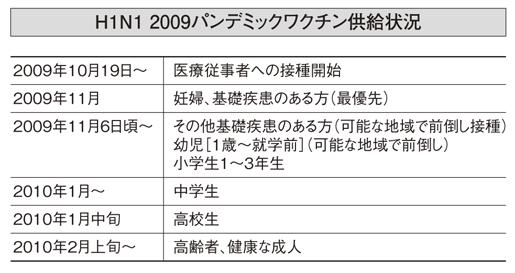 H1N1 2009パンデミックワクチン供給状況
2009年10月19日～ 医療従事者への接種開始
2009年11月 妊婦、基礎疾患のある方（最優先）
2009年11月6日頃～ その他基礎疾患のある方（可能な地域で前倒し接種）
幼児［1歳～就学前］（可能な地域で前倒し）
小学生1～3年生
2010年1月～ 中学生
2010年1月中旬 高校生
2010年2月上旬～ 高齢者、健康な成人